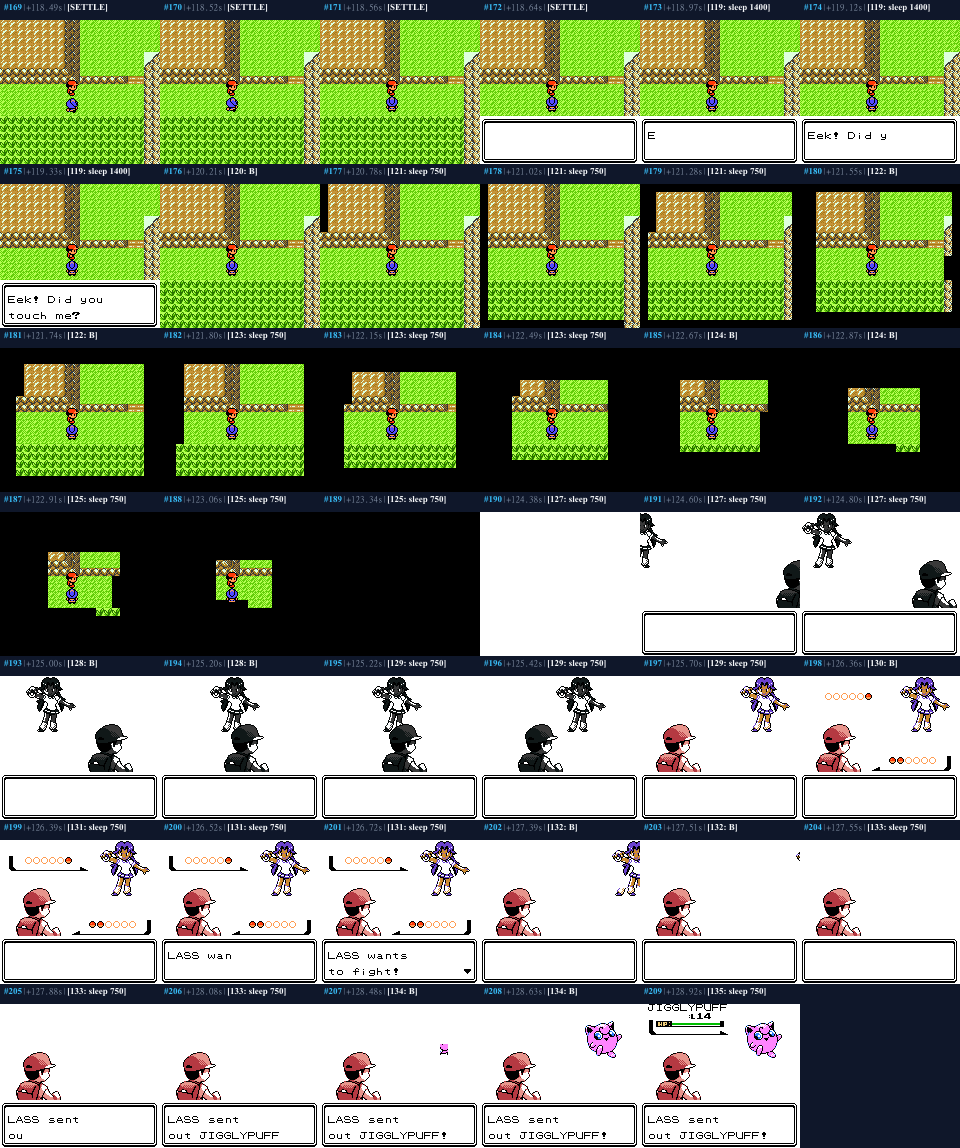 #169 |+118.49s| [SETTLE]
#170 |+118.52s| [SETTLE]
#171 |+118.56s| [SETTLE]
#172 |+118.64s| [SETTLE]
#173 |+118.97s| [119: sleep 1400]
#174 |+119.12s| [119: sleep 1400]
E
Eek! Did y
#175 |+119.33s| [119: sleep 1400]
#176 |+120.21s| [120: B]
#177 |+120.78s| [121: sleep 750]
#178 |+121.02s| [121: sleep 750]
#179 |+121.28s| [121: sleep 750]
#180 |+121.55s| [122: B]
Eek! Did you
touch me?
#181 |+121.74s| [122: B]
#182 |+121.80s| [123: sleep 750]
#183 |+122.15s| [123: sleep 750]
#184 |+122.49s| [123: sleep 750]
#185 |+122.67s| [124: B]
#186 |+122.87s| [124: B]
#187 |+122.91s| [125: sleep 750]
#188 |+123.06s| [125: sleep 750]
#189 |+123.34s| [125: sleep 750]
#190 |+124.38s| [127: sleep 750]
#191 |+124.60s| [127: sleep 750]
#192 |+124.80s| [127: sleep 750]
#193 |+125.00s| [128: B]
#194 |+125.20s| [128: B]
#195 |+125.22s| [129: sleep 750]
#196 |+125.42s| [129: sleep 750]
#197 |+125.70s| [129: sleep 750]
#198 |+126.36s| [130: B]
#199 |+126.39s| [131: sleep 750]
#200 |+126.52s| [131: sleep 750]
#201 |+126.72s| [131: sleep 750]
#202 |+127.39s| [132: B]
#203 |+127.51s| [132: B]
#204 |+127.55s| [133: sleep 750]
LASS wan
LASS wants
to fight!
#205 |+127.88s| [133: sleep 750]
#206 |+128.08s| [133: sleep 750]
#207 |+128.48s| [134: B]
#208 |+128.63s| [134: B]
#209 |+128.92s| [135: sleep 750]
JIGGLYPUFF
:L14
HP:
LASS sent
ou
LASS sent
out JIGGLYPUFF
LASS sent
out JIGGLYPUFF!
LASS sent
out JIGGLYPUFF!
LASS sent
out JIGGLYPUFF!